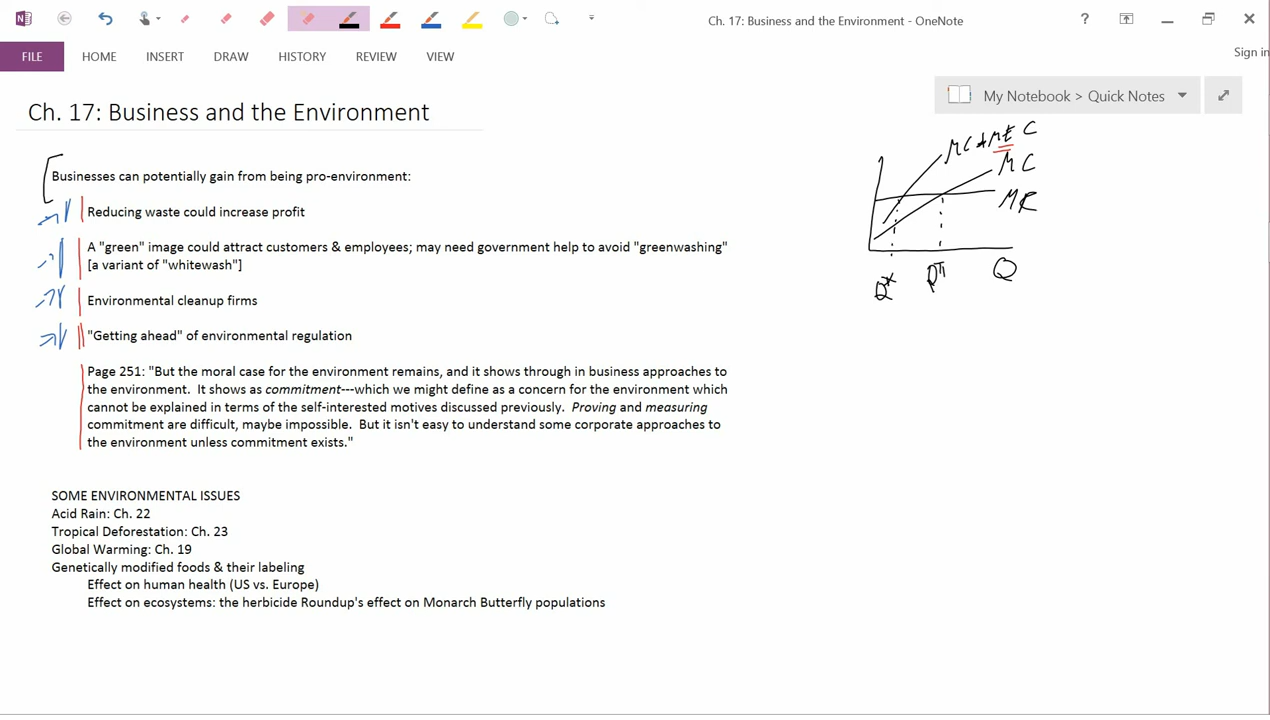 Ch. 17: Business and the Environment - OneNote
?
Sign in
FILE
HOME
INSERT
DRAW
HISTORY
REVIEW
VIEW
My Notebook > Quick Notes
Ch. 17: Business and the Environment
Businesses can potentially gain from being pro-environment:
Reducing waste could increase profit
A "green" image could attract customers & employees; may need government help to avoid "greenwashing"
[a variant of "whitewash"]
Environmental cleanup firms
"Getting ahead" of environmental regulation
Page 251: "But the moral case for the environment remains, and it shows through in business approaches to
the environment.  It shows as commitment---which we might define as a concern for the environment which
cannot be explained in terms of the self-interested motives discussed previously.  Proving and measuring
commitment are difficult, maybe impossible.  But it isn't easy to understand some corporate approaches to
the environment unless commitment exists."
SOME ENVIRONMENTAL ISSUES
Acid Rain: Ch. 22
Tropical Deforestation: Ch. 23
Global Warming: Ch. 19
Genetically modified foods & their labeling
Effect on human health (US vs. Europe)
Effect on ecosystems: the herbicide Roundup's effect on Monarch Butterfly populations
MC + MEC
MC
MR
Q*
Q